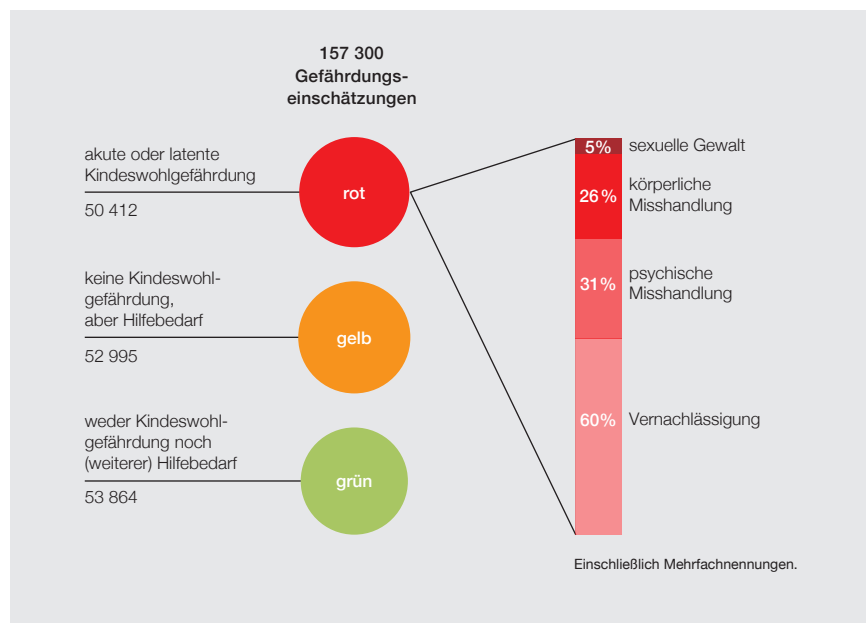 157 300
Gefährdungs-
einschätzungen
akute oder latente
Kindeswohlgefährdung
50 412
rot
keine Kindeswohl-
gefährdung,
aber Hilfebedarf
52 995
gelb
weder Kindeswohl-
gefährdung noch
(weiterer) Hilfebedarf
53 864
grün
5% sexuelle Gewalt
26% körperliche
Misshandlung
31% psychische
Misshandlung
60% Vernachlässigung
Einschließlich Mehrfachnennungen.